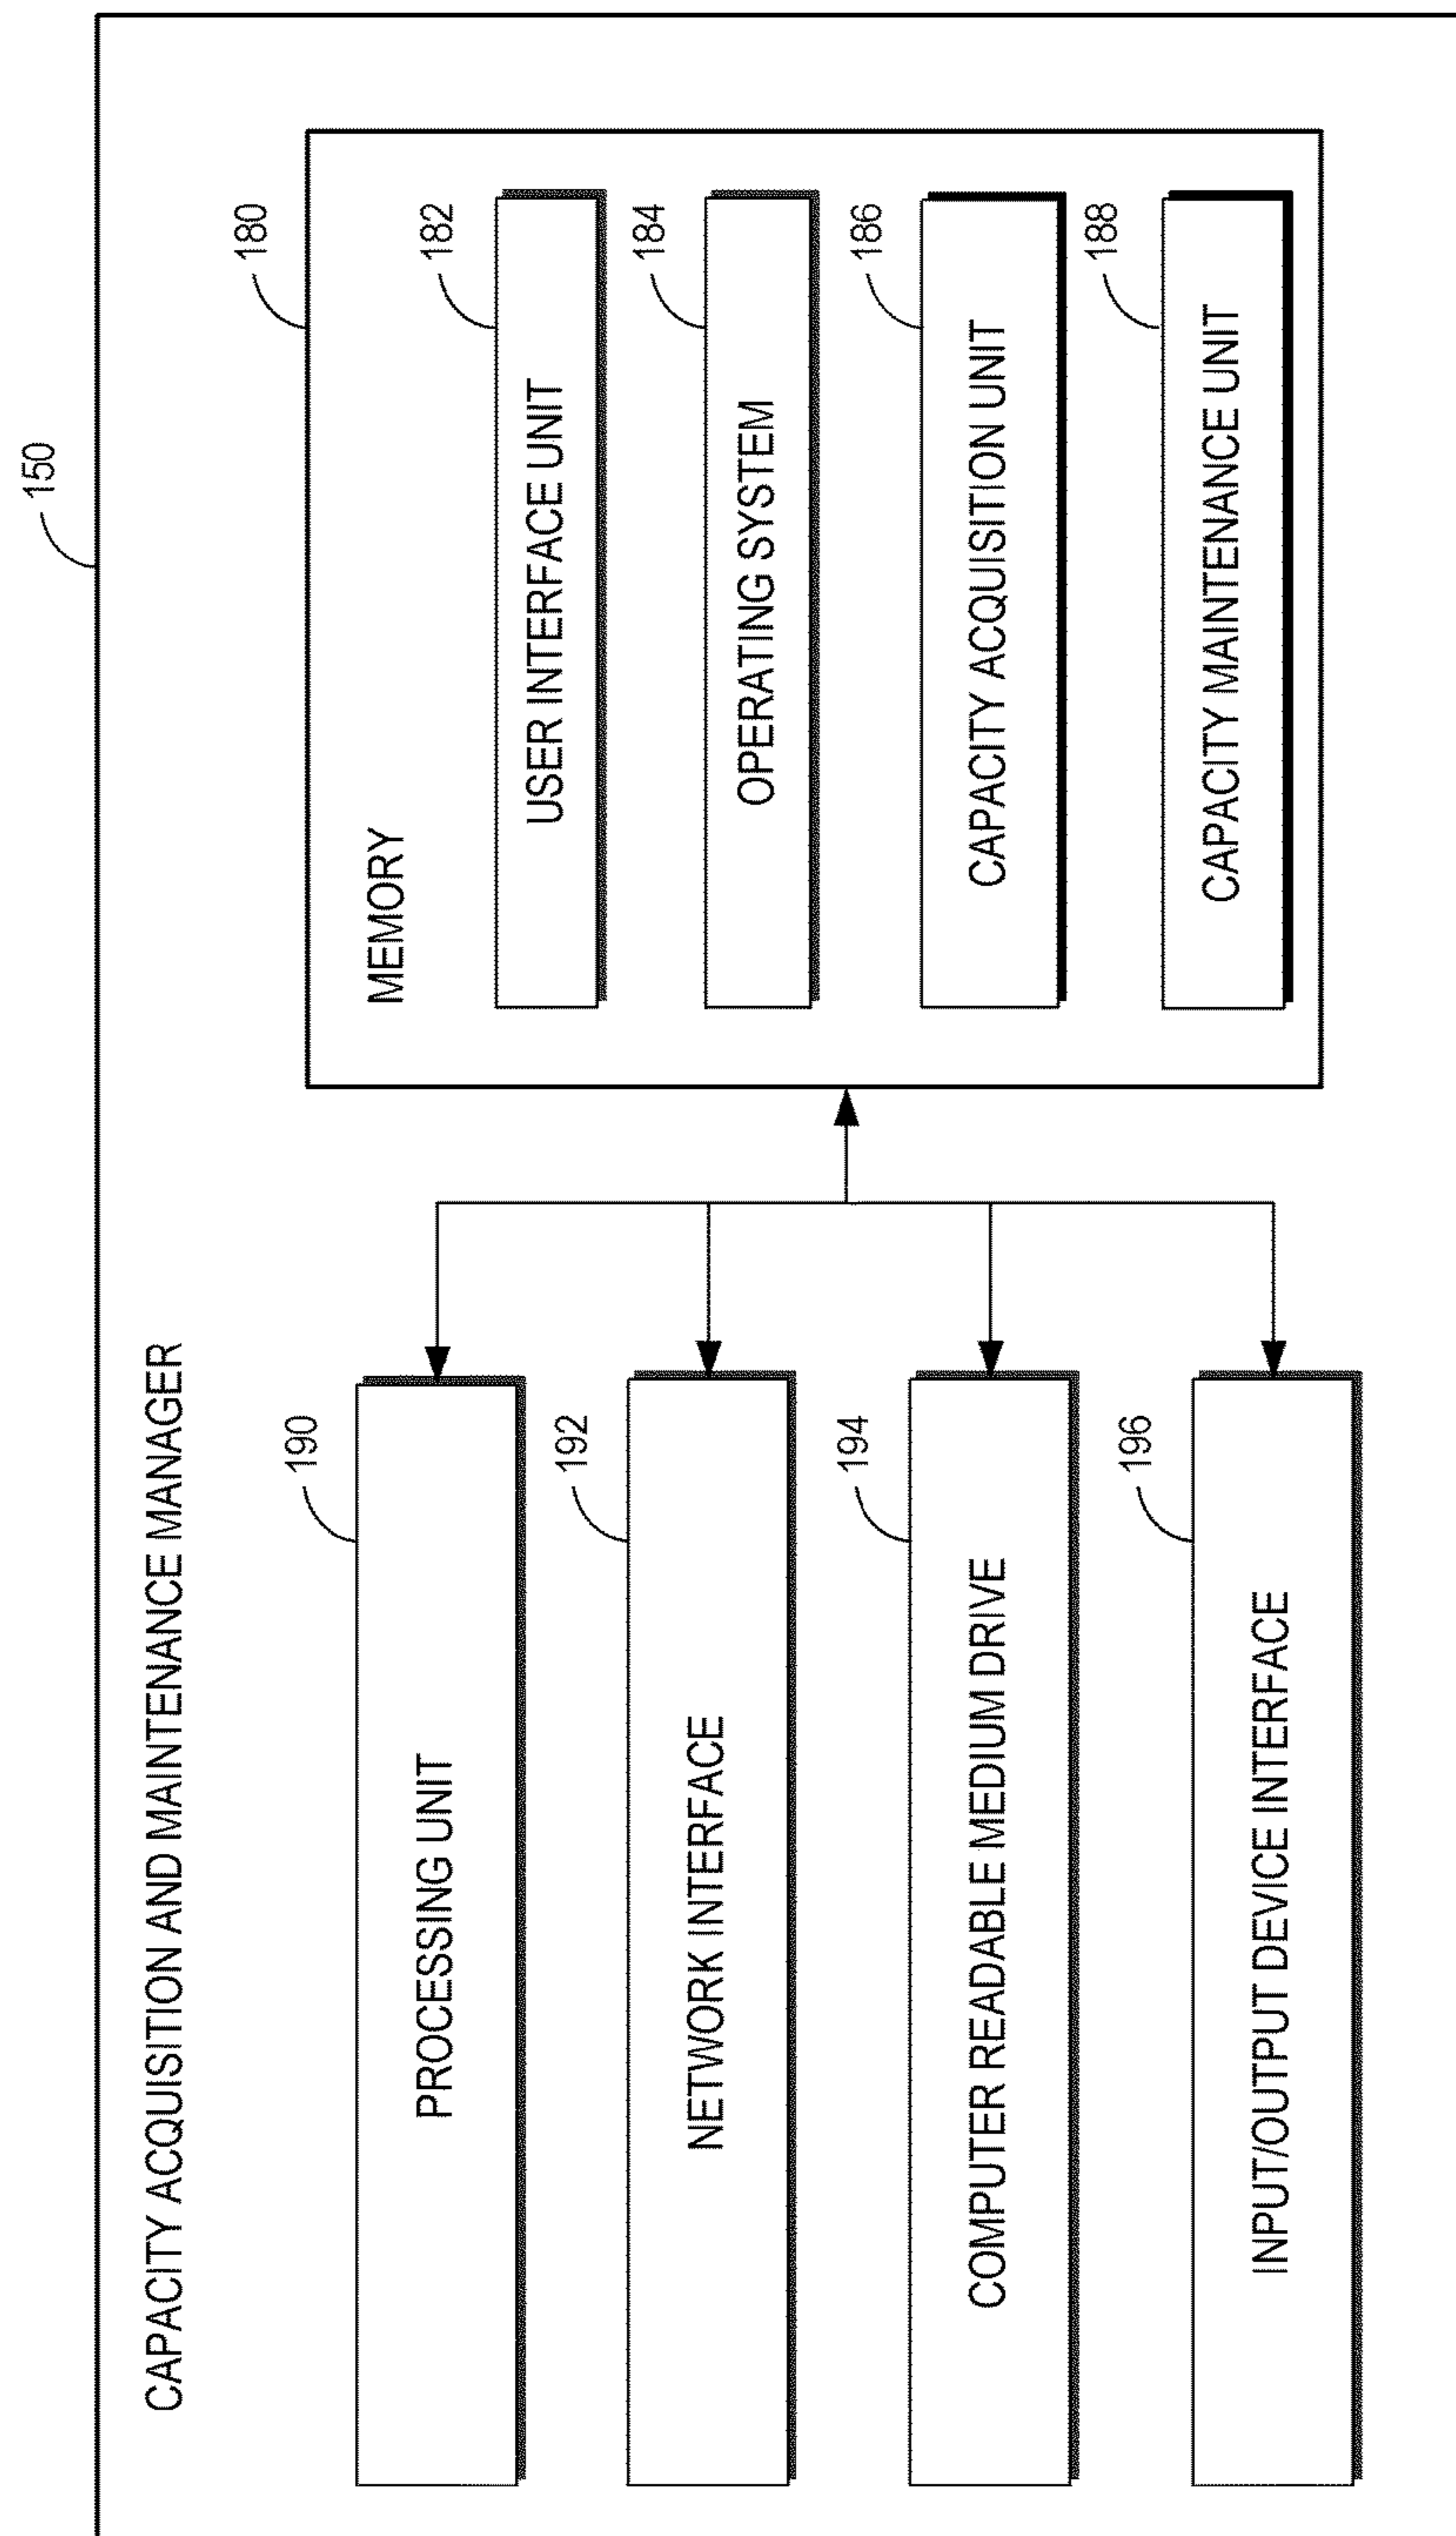 150
CAPACITY ACQUISITION AND MAINTENANCE MANAGER
190
PROCESSING UNIT
192
NETWORK INTERFACE
194
COMPUTER READABLE MEDIUM DRIVE
196
INPUT/OUTPUT DEVICE INTERFACE
180
MEMORY
182
USER INTERFACE UNIT
184
OPERATING SYSTEM
186
CAPACITY ACQUISITION UNIT
188
CAPACITY MAINTENANCE UNIT